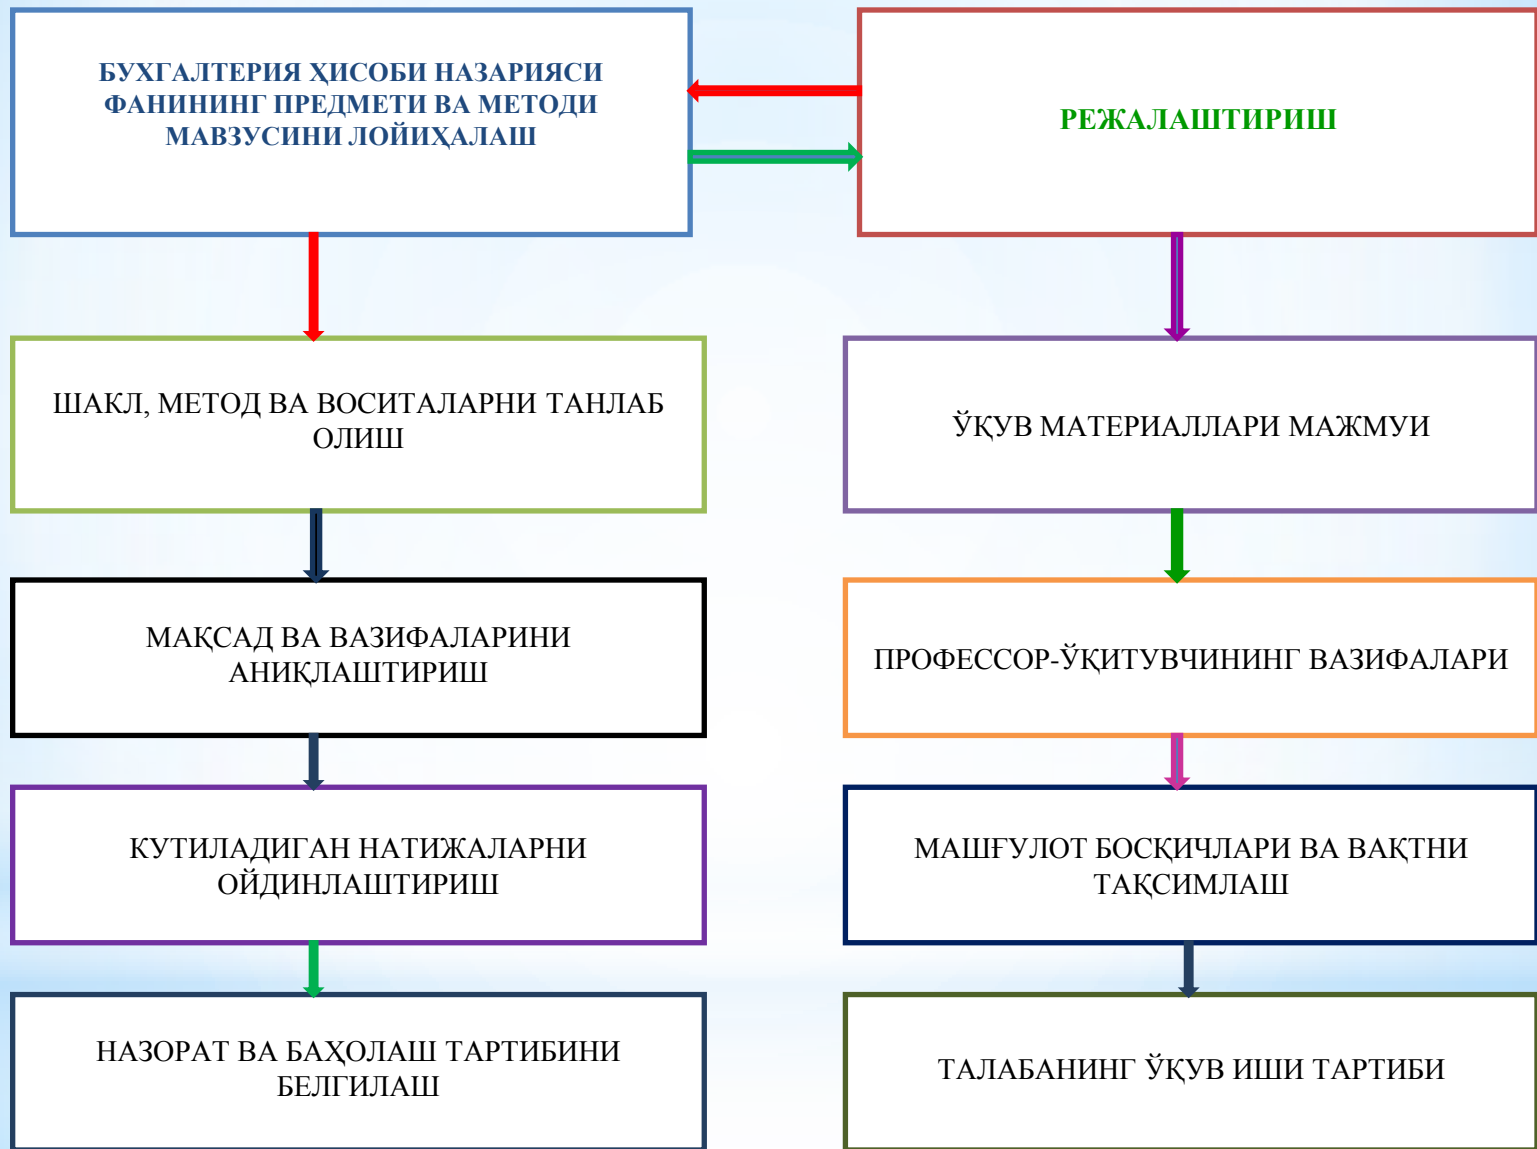 БУХГАЛТЕРИЯ ҲИСОБИ НАЗАРИЯСИ
ФАНИНИНГ ПРЕДМЕТИ ВА МЕТОДИ
МАВЗУСИНИ ЛОЙИҲАЛАШ
РЕЖАЛАШТИРИШ
ШАКЛ, МЕТОД ВА ВОСИТАЛАРНИ ТАНЛАБ
ОЛИШ
ЎҚУВ МАТЕРИАЛЛАРИ МАЖМУИ
МАҚСАД ВА ВАЗИФАЛАРИНИ
АНИҚЛАШТИРИШ
ПРОФЕССОР-ЎҚИТУВЧИНИНГ ВАЗИФАЛАРИ
КУТИЛАДИГАН НАТИЖАЛАРНИ
ОЙДИНЛАШТИРИШ
МАШҒУЛОТ БОСҚИЧЛАРИ ВА ВАҚТНИ
ТАҚСИМЛАШ
НАЗОРАТ ВА БАҲОЛАШ ТАРТИБИНИ
БЕЛГИЛАШ
ТАЛАБАНИНГ ЎҚУВ ИШИ ТАРТИБИ